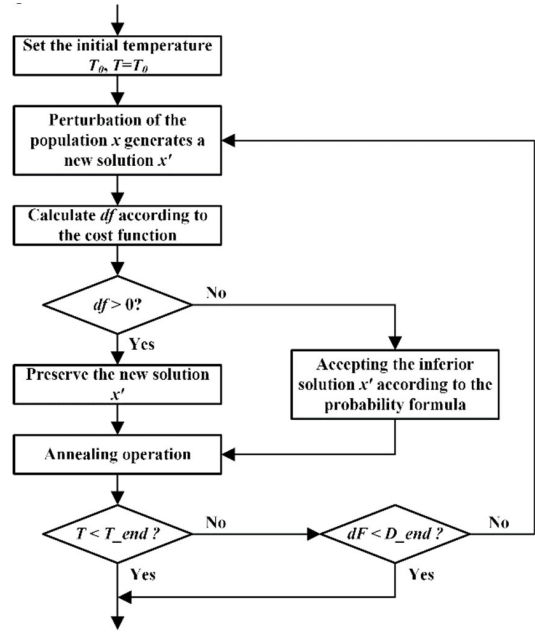 Set the initial temperature
T₀, T=T₀
Perturbation of the
population x generates a
new solution x'
Calculate df according to
the cost function
df > 0?
No
Yes
Preserve the new solution
x'
Accepting the inferior
solution x' according to the
probability formula
Annealing operation
T < T_end ?
No
dF < D_end ?
No
Yes
Yes